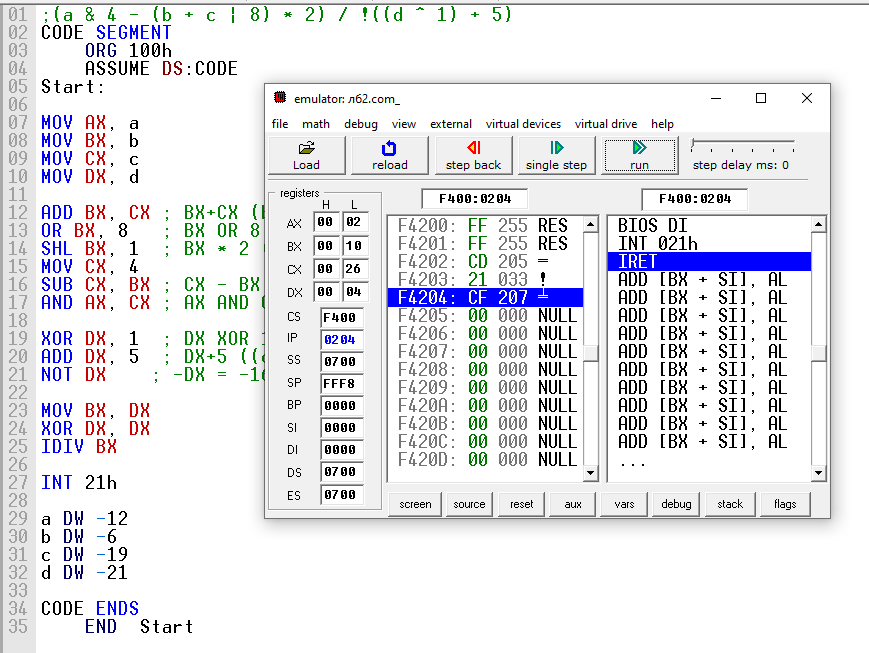 01 ;(a & 4 - (b + c | 8) * 2) / !((d ^ 1) + 5)
02 CODE SEGMENT
03 ORG 100h
04 ASSUME DS:CODE
05 Start:
06
07 MOV AX, a
08 MOV BX, b
09 MOV CX, c
10 MOV DX, d
11
12 ADD BX, CX ; BX+CX (
13 OR BX, 8 ; BX OR 8
14 SHL BX, 1 ; BX * 2
15 MOV CX, 4
16 SUB CX, BX ; CX - BX
17 AND AX, CX ; AX AND
18
19 XOR DX, 1 ; DX XOR
20 ADD DX, 5 ; DX+5 ((
21 NOT DX ; -DX = -1
22
23 MOV BX, DX
24 XOR DX, DX
25 IDIV BX
26
27 INT 21h
28
29 a DW -12
30 b DW -6
31 c DW -19
32 d DW -21
33
34 CODE ENDS
35 END Start
emulator: л62.com_
file math debug view external virtual devices virtual drive help
Load reload step back single step run step delay ms: 0
registers
H L
AX 00 02
BX 00 10
CX 00 26
DX 00 04
CS F400
IP 0204
SS 0700
SP FFF8
BP 0000
SI 0000
DI 0000
DS 0700
ES 0700
F400:0204
F4200: FF 255 RES
F4201: FF 255 RES
F4202: CD 205 ═
F4203: 21 033 !
F4204: CF 207 ╧
F4205: 00 000 NULL
F4206: 00 000 NULL
F4207: 00 000 NULL
F4208: 00 000 NULL
F4209: 00 000 NULL
F420A: 00 000 NULL
F420B: 00 000 NULL
F420C: 00 000 NULL
F420D: 00 000 NULL
F400:0204
BIOS DI
INT 021h
IRET
ADD [BX + SI], AL
ADD [BX + SI], AL
ADD [BX + SI], AL
ADD [BX + SI], AL
ADD [BX + SI], AL
ADD [BX + SI], AL
ADD [BX + SI], AL
ADD [BX + SI], AL
ADD [BX + SI], AL
ADD [BX + SI], AL
...
screen source reset aux vars debug stack flags